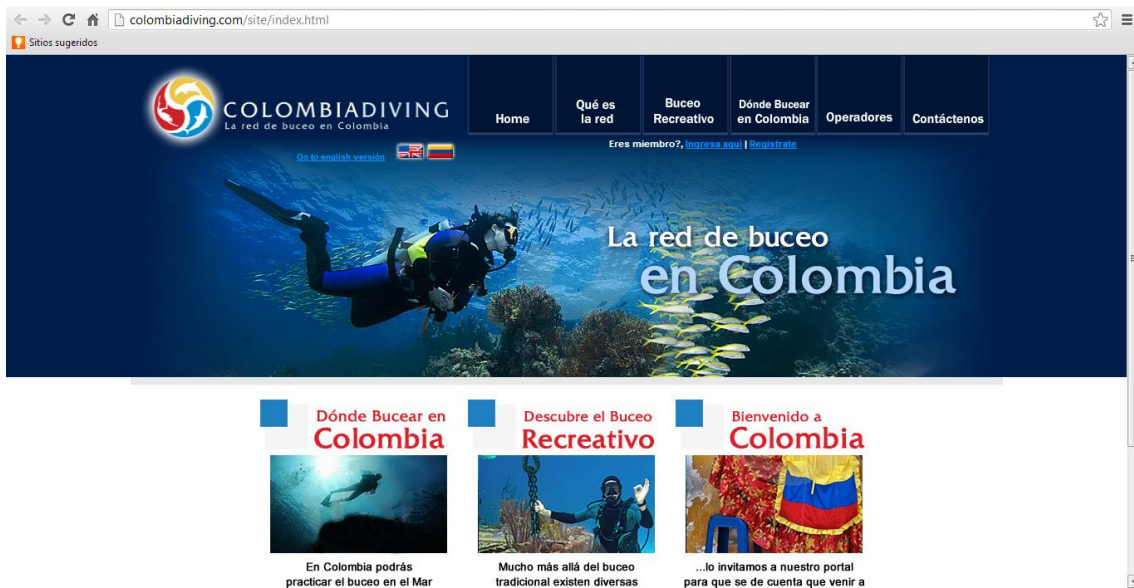 colombiadiving.com/site/index.html
Sitios sugeridos
COLOMBIADIVING
La red de buceo en Colombia
Home
Qué es
la red
Buceo
Recreativo
Dónde Bucear
en Colombia
Operadores
Contáctenos
Go to english versión
Eres miembro?, Ingresa aquí | Registrate
La red de buceo
en Colombia
Dónde Bucear en
Colombia
Descubre el Buceo
Recreativo
Bienvenido a
Colombia
En Colombia podrás
practicar el buceo en el Mar
Mucho más allá del buceo
tradicional existen diversas
...lo invitamos a nuestro portal
para que se de cuenta que venir a